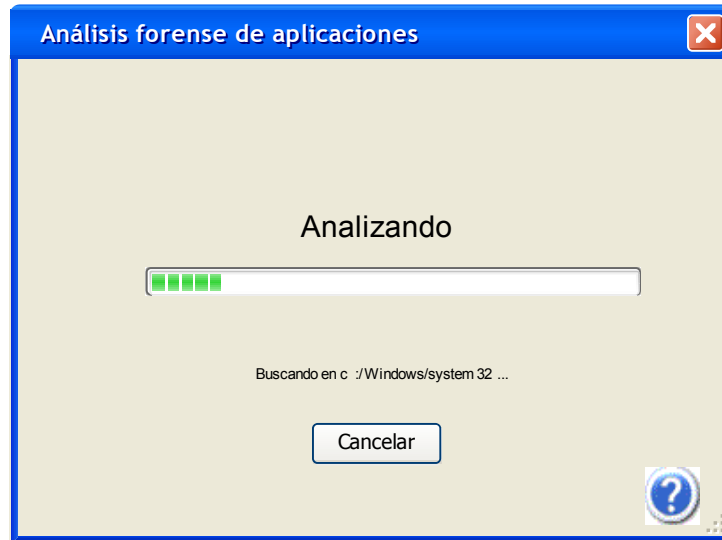 Análisis forense de aplicaciones
Analizando
Buscando en c :/Windows/system 32 ...
Cancelar
?